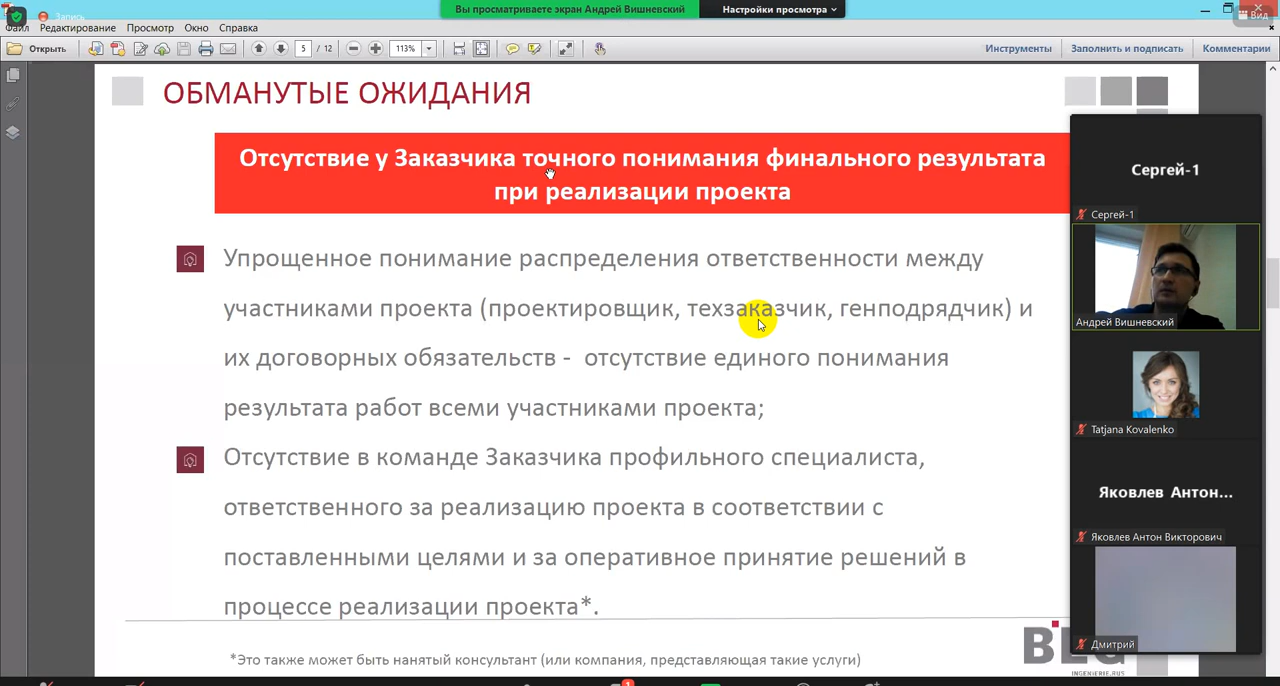 Запись
Вы просматриваете экран Андрей Вишневский
Настройки просмотра
Вид
Файл Редактирование Просмотр Окно Справка
Открыть
5 / 12
113%
Инструменты
Заполнить и подписать
Комментарии
ОБМАНУТЫЕ ОЖИДАНИЯ
Отсутствие у Заказчика точного понимания финального результата
при реализации проекта
Упрощенное понимание распределения ответственности между
участниками проекта (проектировщик, техзаказчик, генподрядчик) и
их договорных обязательств - отсутствие единого понимания
результата работ всеми участниками проекта;
Отсутствие в команде Заказчика профильного специалиста,
ответственного за реализацию проекта в соответствии с
поставленными целями и за оперативное принятие решений в
процессе реализации проекта*.
*Это также может быть нанятый консультант (или компания, представляющая такие услуги)
INGENIERIE.RUS
Сергей-1
Сергей-1
Андрей Вишневский
Tatjana Kovalenko
Яковлев Антон...
Яковлев Антон Викторович
Дмитрий
1